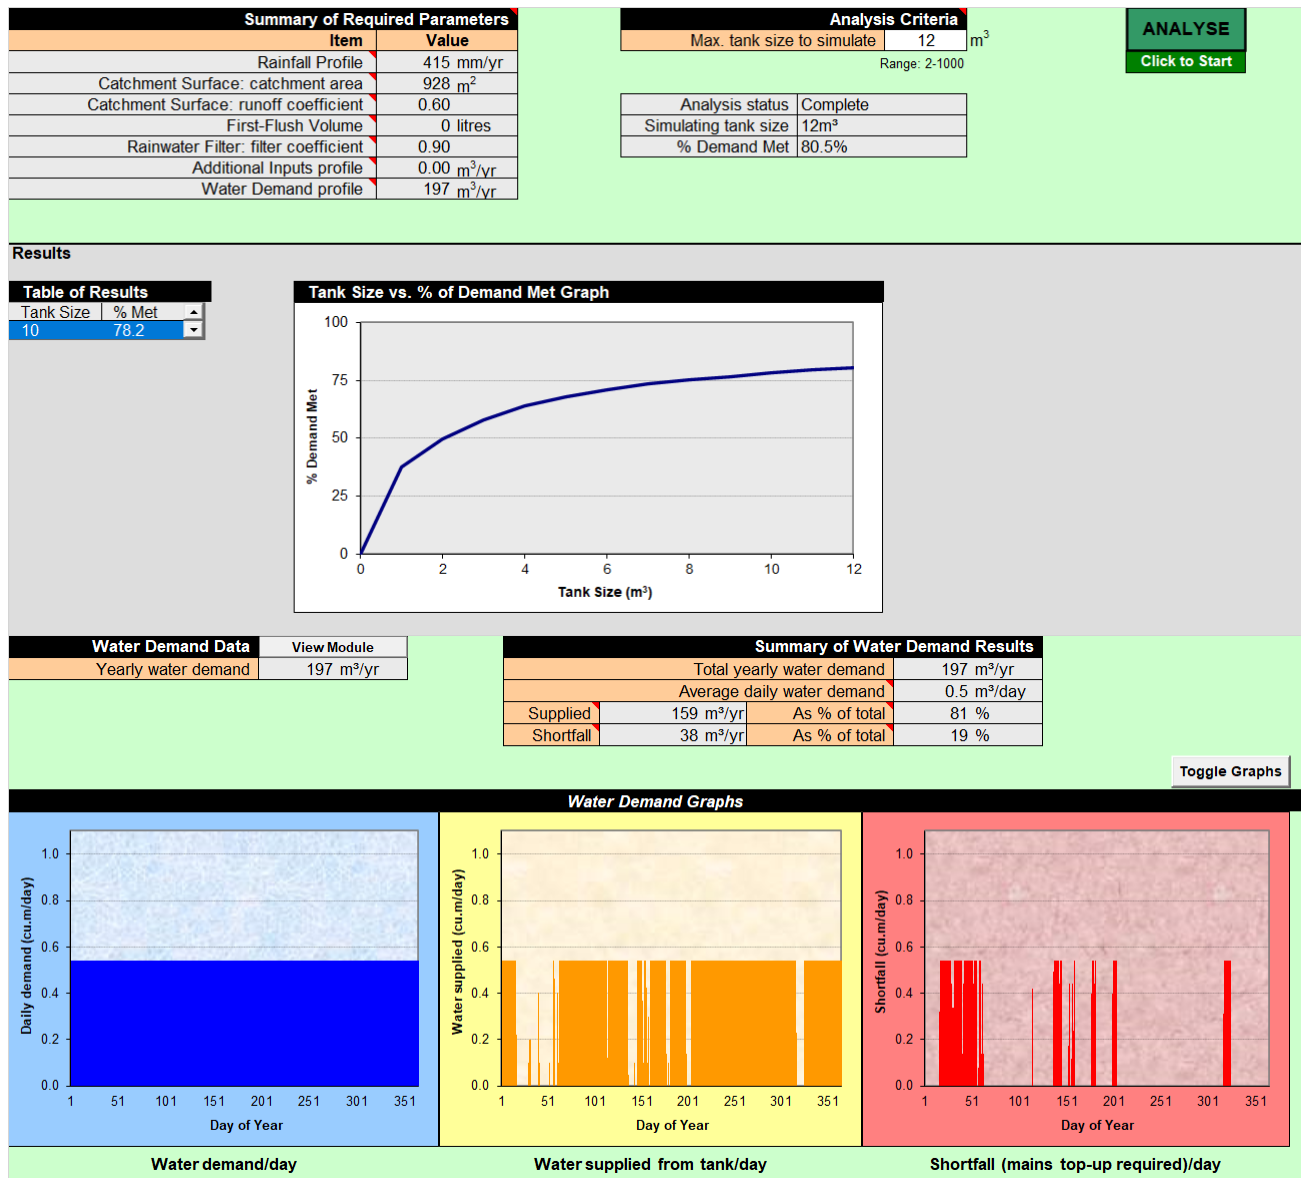 Summary of Required Parameters
Item Value
Rainfall Profile 415 mm/yr
Catchment Surface: catchment area 928 m²
Catchment Surface: runoff coefficient 0.60
First-Flush Volume 0 litres
Rainwater Filter: filter coefficient 0.90
Additional Inputs profile 0.00 m³/yr
Water Demand profile 197 m³/yr
Analysis Criteria
Max. tank size to simulate 12 m³
Range: 2-1000
Analysis status Complete
Simulating tank size 12m³
% Demand Met 80.5%
ANALYSE
Click to Start
Results
Table of Results
Tank Size % Met
10 78.2
Tank Size vs. % of Demand Met Graph
100
75
50
25
0
% Demand Met
0 2 4 6 8 10 12
Tank Size (m³)
Water Demand Data View Module
Yearly water demand 197 m³/yr
Summary of Water Demand Results
Total yearly water demand 197 m³/yr
Average daily water demand 0.5 m³/day
Supplied 159 m³/yr As % of total 81 %
Shortfall 38 m³/yr As % of total 19 %
Toggle Graphs
Water Demand Graphs
Daily demand (cu.m/day)
1.0
0.8
0.6
0.4
0.2
0.0
1 51 101 151 201 251 301 351
Day of Year
Water demand/day
Water supplied (cu.m/day)
1.0
0.8
0.6
0.4
0.2
0.0
1 51 101 151 201 251 301 351
Day of Year
Water supplied from tank/day
Shortfall (cu.m/day)
1.0
0.8
0.6
0.4
0.2
0.0
1 51 101 151 201 251 301 351
Day of Year
Shortfall (mains top-up required)/day